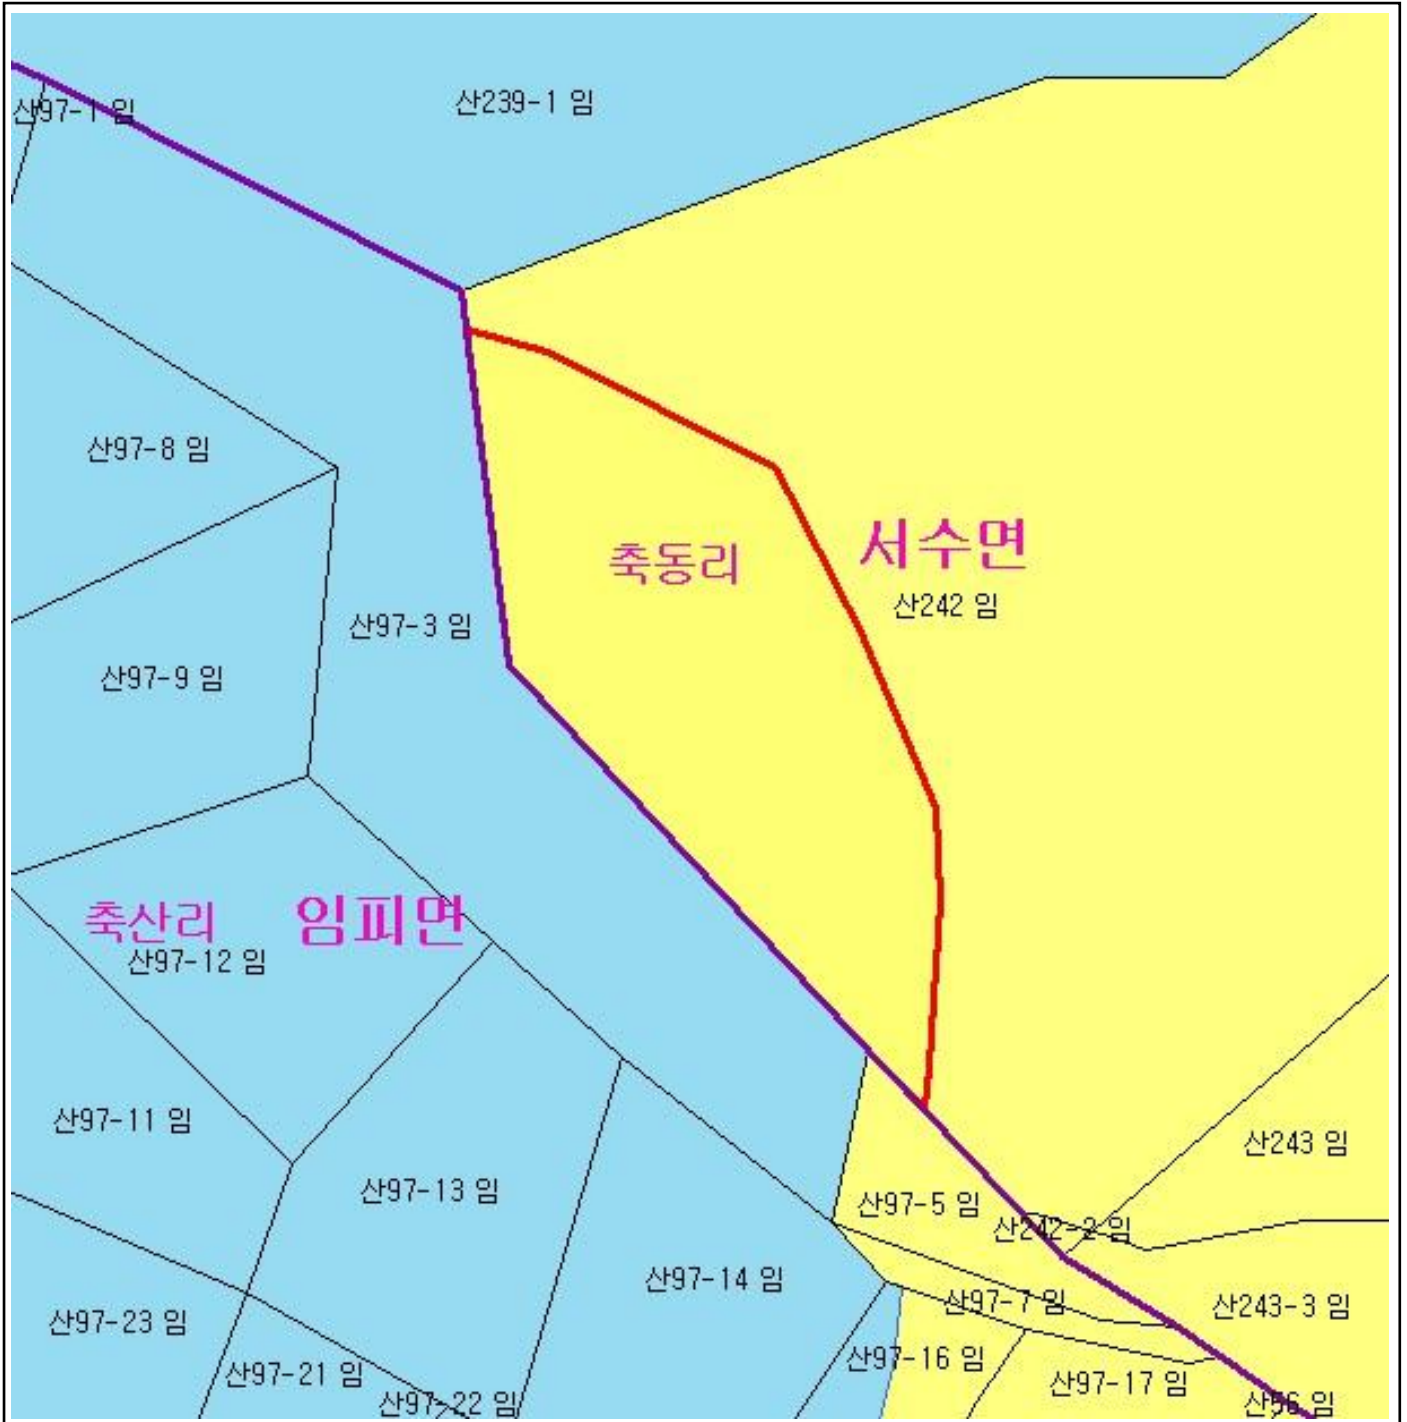 산97-1 임
산239-1 임
산97-8 임
서수면
축동리
산242 임
산97-3 임
산97-9 임
축산리
임피면
산97-12 임
산97-11 임
산243 임
산97-13 임
산97-5 임
산242-2 임
산97-14 임
산97-7 임
산243-3 임
산97-23 임
산97-16 임
산97-21 임
산97-17 임
산97-22 임
산56 임